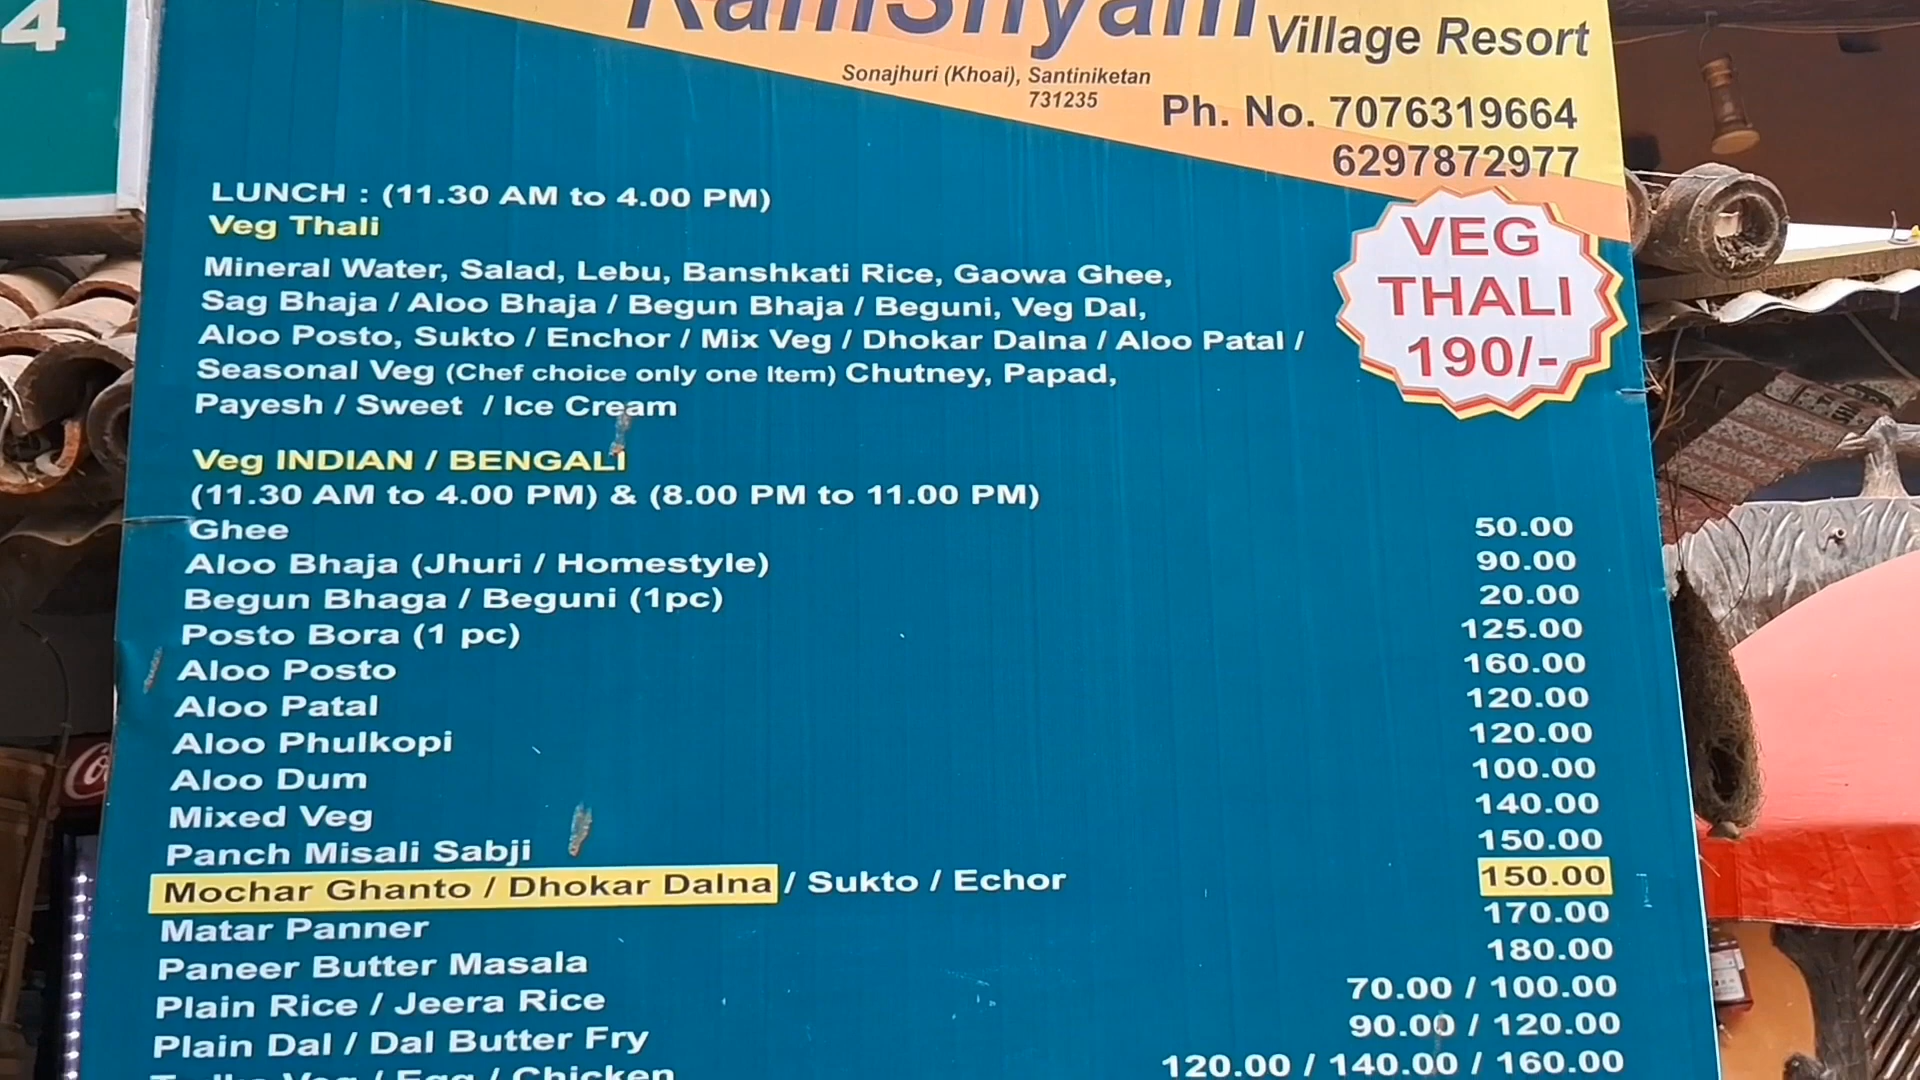 4
RamShyam Village Resort
Sonajhuri (Khoai), Santiniketan
731235
Ph. No. 7076319664
6297872977
LUNCH : (11.30 AM to 4.00 PM)
Veg Thali
Mineral Water, Salad, Lebu, Banshkati Rice, Gaowa Ghee,
Sag Bhaja / Aloo Bhaja / Begun Bhaja / Beguni, Veg Dal,
Aloo Posto, Sukto / Enchor / Mix Veg / Dhokar Dalna / Aloo Patal /
Seasonal Veg (Chef choice only one Item) Chutney, Papad,
Payesh / Sweet / Ice Cream
VEG
THALI
190/-
Veg INDIAN / BENGALI
(11.30 AM to 4.00 PM) & (8.00 PM to 11.00 PM)
Ghee 50.00
Aloo Bhaja (Jhuri / Homestyle) 90.00
Begun Bhaga / Beguni (1pc) 20.00
Posto Bora (1 pc) 125.00
Aloo Posto 160.00
Aloo Patal 120.00
Aloo Phulkopi 120.00
Aloo Dum 100.00
Mixed Veg 140.00
Panch Misali Sabji 150.00
Mochar Ghanto / Dhokar Dalna / Sukto / Echor 150.00
Matar Panner 170.00
Paneer Butter Masala 180.00
Plain Rice / Jeera Rice 70.00 / 100.00
Plain Dal / Dal Butter Fry 90.00 / 120.00
Tadka Veg / Egg / Chicken 120.00 / 140.00 / 160.00